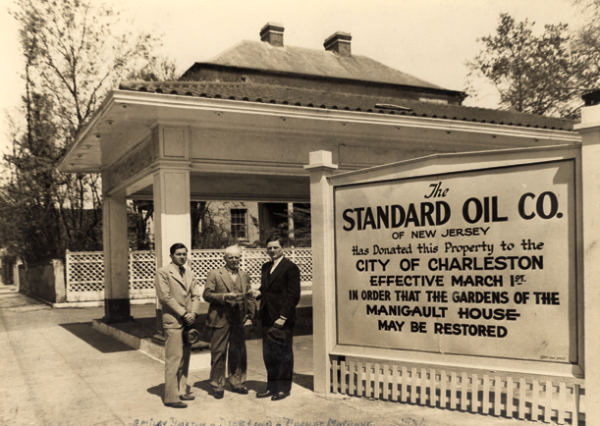 The
STANDARD OIL CO.
OF NEW JERSEY
Has Donated this Property to the
CITY OF CHARLESTON
EFFECTIVE MARCH 1ST.
IN ORDER THAT THE GARDENS OF THE
MANIGAULT HOUSE
MAY BE RESTORED